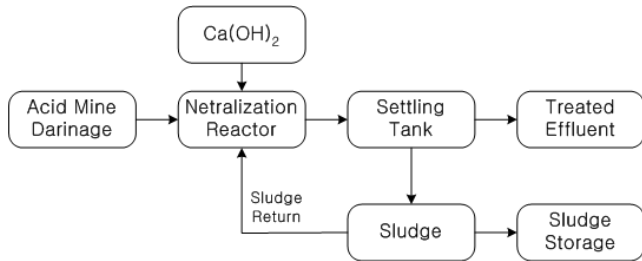 Ca(OH)₂
Acid Mine
Darinage
Netralization
Reactor
Settling
Tank
Treated
Effluent
Sludge
Return
Sludge
Sludge
Storage